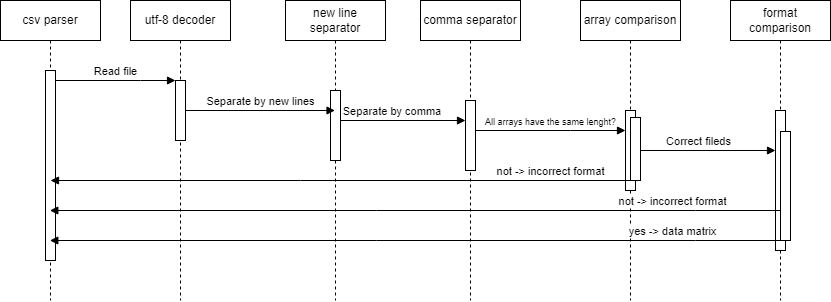 csv parser
utf-8 decoder
new line
separator
comma separator
array comparison
format
comparison
Read file
Separate by new lines
Separate by comma
All arrays have the same lenght?
Correct fileds
not -> incorrect format
not -> incorrect format
yes -> data matrix